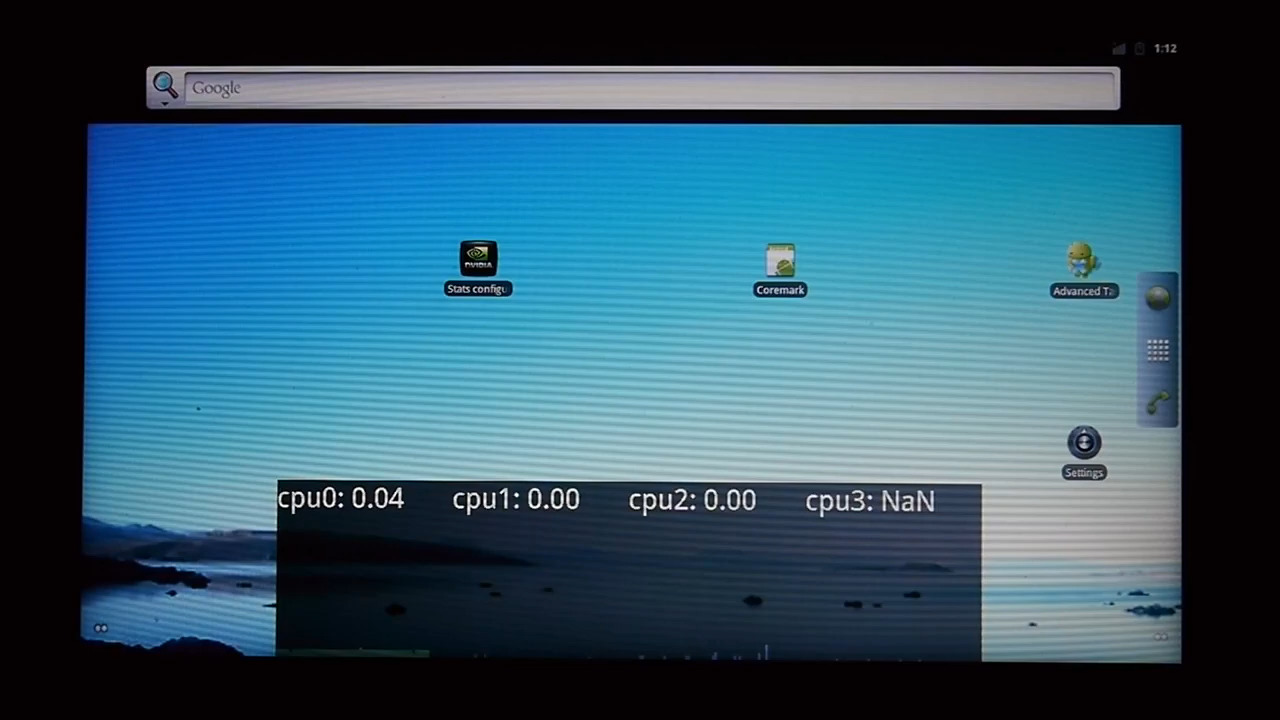 1:12
Google
NVIDIA
Stats configu
Coremark
Advanced Ta
Settings
cpu0: 0.04 cpu1: 0.00 cpu2: 0.00 cpu3: NaN